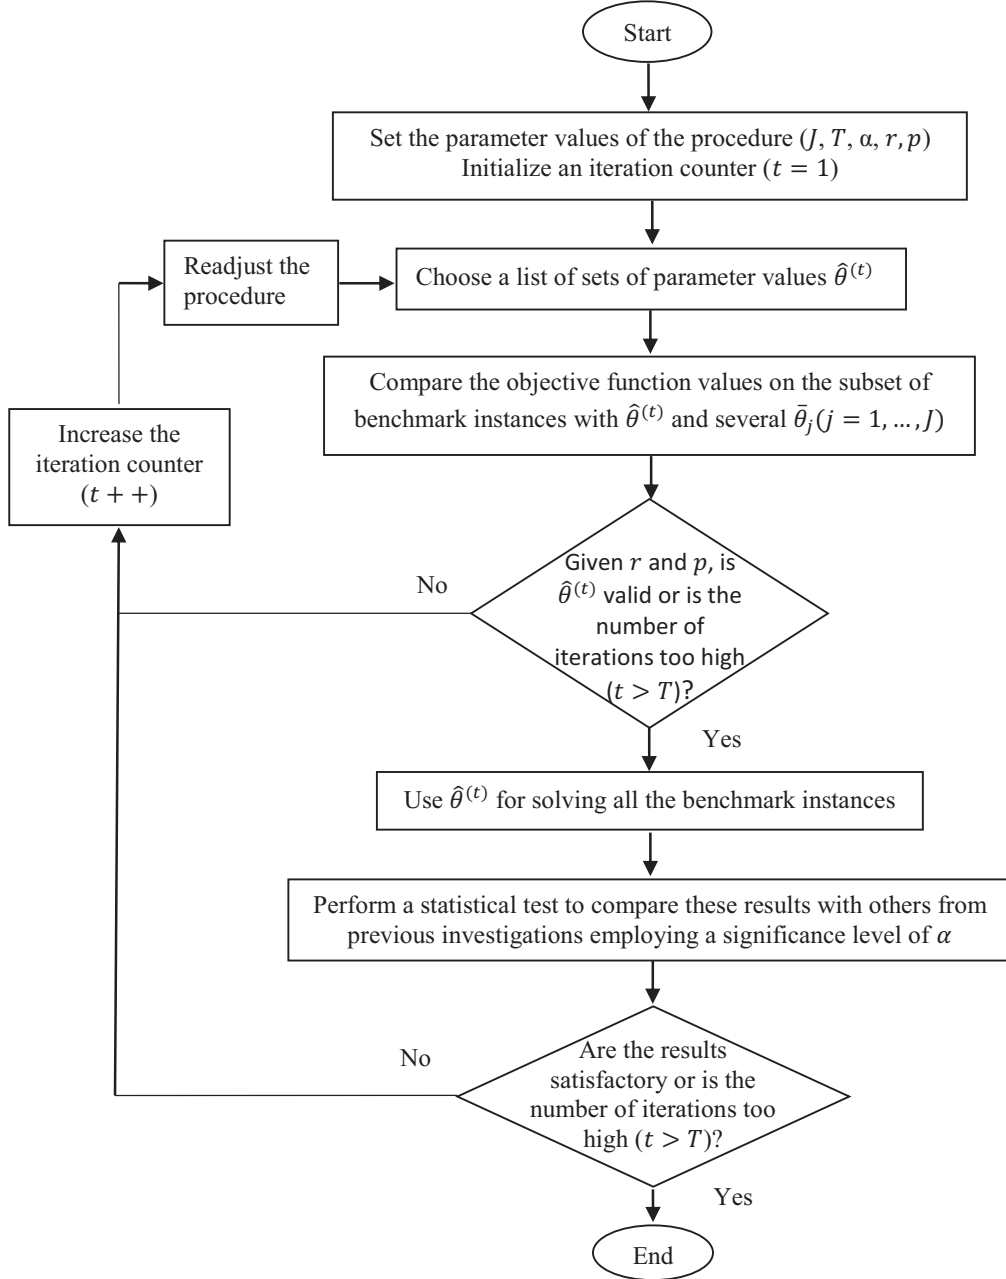 Start
Set the parameter values of the procedure (J, T, α, r, p)
Initialize an iteration counter (t = 1)
Readjust the
procedure
Choose a list of sets of parameter values θ̂⁽ᵗ⁾
Compare the objective function values on the subset of
benchmark instances with θ̂⁽ᵗ⁾ and several θ̄ⱼ(j = 1, …, J)
Increase the
iteration counter
(t + +)
Given r and p, is
θ̂⁽ᵗ⁾ valid or is the
number of
iterations too high
(t > T)?
No
Yes
Use θ̂⁽ᵗ⁾ for solving all the benchmark instances
Perform a statistical test to compare these results with others from
previous investigations employing a significance level of α
Are the results
satisfactory or is the
number of iterations too
high (t > T)?
No
Yes
End